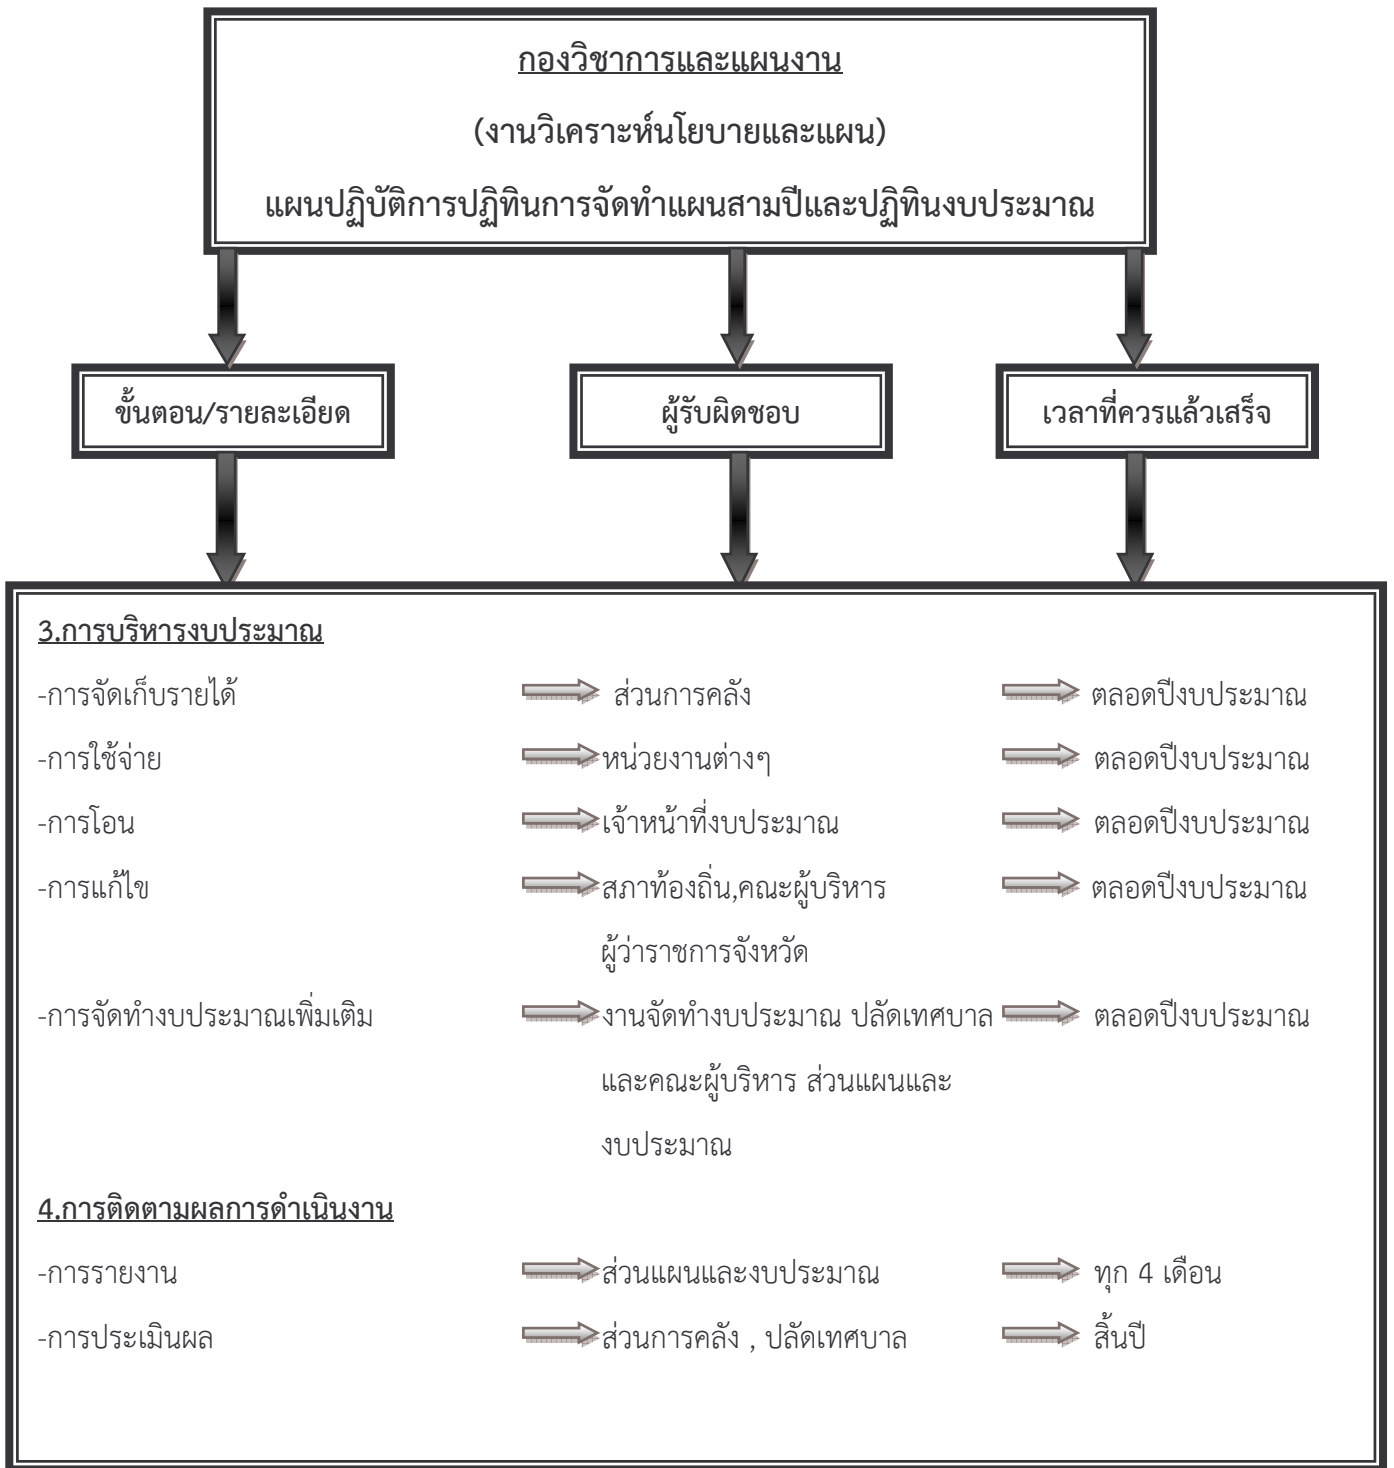 กองวิชาการและแผนงาน
(งานวิเคราะห์นโยบายและแผน)
แผนปฏิบัติการปฏิทินการจัดทำแผนสามปีและปฏิทินงบประมาณ
ขั้นตอน/รายละเอียด ผู้รับผิดชอบ เวลาที่ควรแล้วเสร็จ
3.การบริหารงบประมาณ
-การจัดเก็บรายได้ ส่วนการคลัง ตลอดปีงบประมาณ
-การใช้จ่าย หน่วยงานต่างๆ ตลอดปีงบประมาณ
-การโอน เจ้าหน้าที่งบประมาณ ตลอดปีงบประมาณ
-การแก้ไข สภาท้องถิ่น,คณะผู้บริหาร ตลอดปีงบประมาณ
ผู้ว่าราชการจังหวัด
-การจัดทำงบประมาณเพิ่มเติม งานจัดทำงบประมาณ ปลัดเทศบาล ตลอดปีงบประมาณ
และคณะผู้บริหาร ส่วนแผนและ
งบประมาณ
4.การติดตามผลการดำเนินงาน
-การรายงาน ส่วนแผนและงบประมาณ ทุก 4 เดือน
-การประเมินผล ส่วนการคลัง , ปลัดเทศบาล สิ้นปี